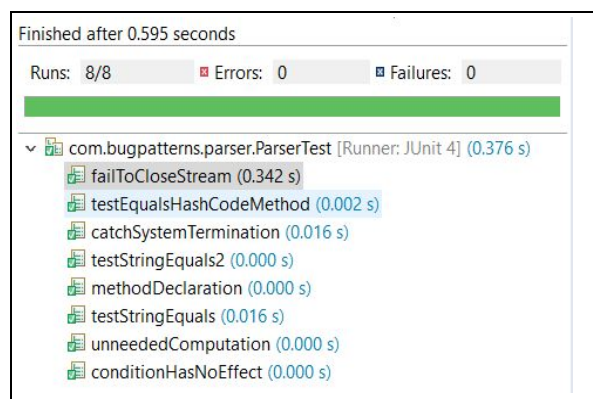 Finished after 0.595 seconds
Runs: 8/8 Errors: 0 Failures: 0
com.bugpatterns.parser.ParserTest [Runner: JUnit 4] (0.376 s)
failToCloseStream (0.342 s)
testEqualsHashCodeMethod (0.002 s)
catchSystemTermination (0.016 s)
testStringEquals2 (0.000 s)
methodDeclaration (0.000 s)
testStringEquals (0.016 s)
unneededComputation (0.000 s)
conditionHasNoEffect (0.000 s)